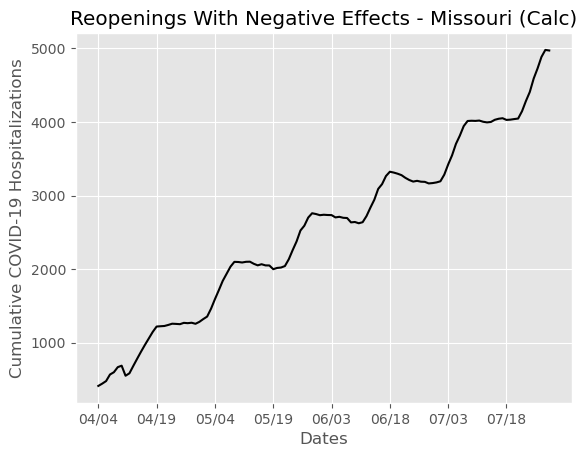 Reopenings With Negative Effects - Missouri (Calc)
Cumulative COVID-19 Hospitalizations
5000
4000
3000
2000
1000
04/04 04/19 05/04 05/19 06/03 06/18 07/03 07/18
Dates